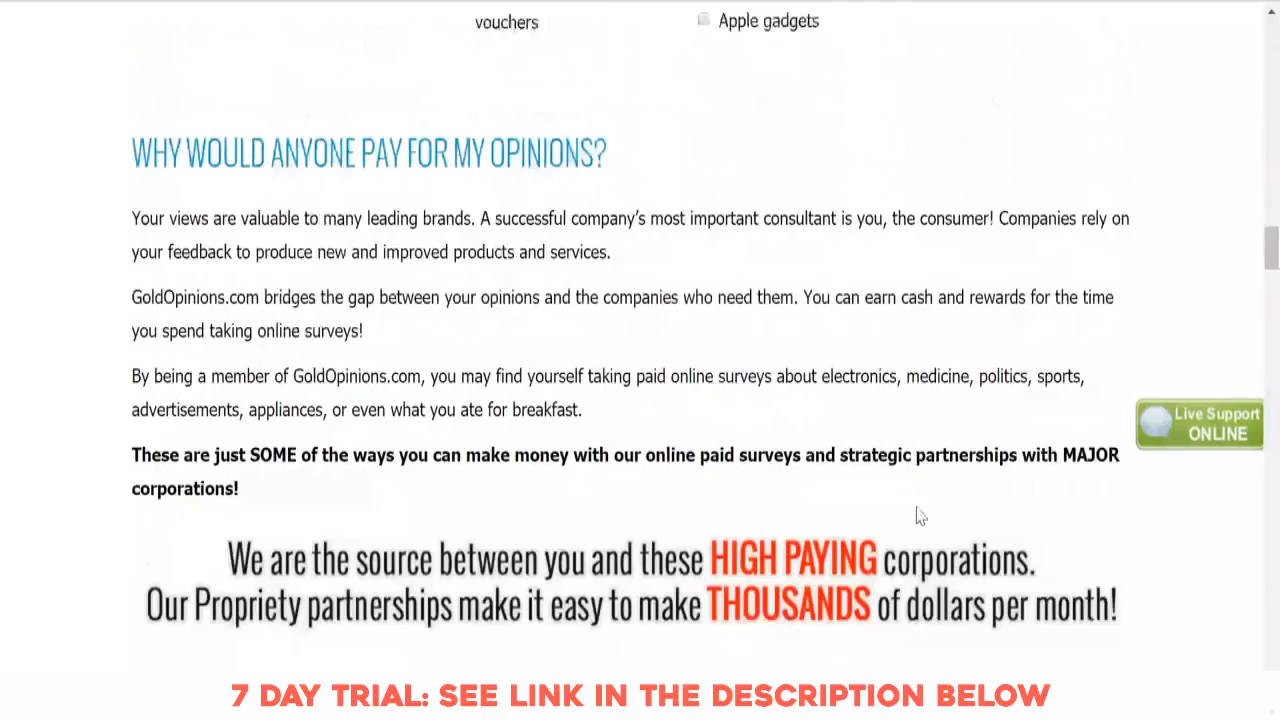 vouchers
Apple gadgets
WHY WOULD ANYONE PAY FOR MY OPINIONS?
Your views are valuable to many leading brands. A successful company's most important consultant is you, the consumer! Companies rely on
your feedback to produce new and improved products and services.
GoldOpinions.com bridges the gap between your opinions and the companies who need them. You can earn cash and rewards for the time
you spend taking online surveys!
By being a member of GoldOpinions.com, you may find yourself taking paid online surveys about electronics, medicine, politics, sports,
advertisements, appliances, or even what you ate for breakfast.
Live Support
ONLINE
These are just SOME of the ways you can make money with our online paid surveys and strategic partnerships with MAJOR
corporations!
We are the source between you and these HIGH PAYING corporations.
Our Propriety partnerships make it easy to make THOUSANDS of dollars per month!
7 DAY TRIAL: SEE LINK IN THE DESCRIPTION BELOW